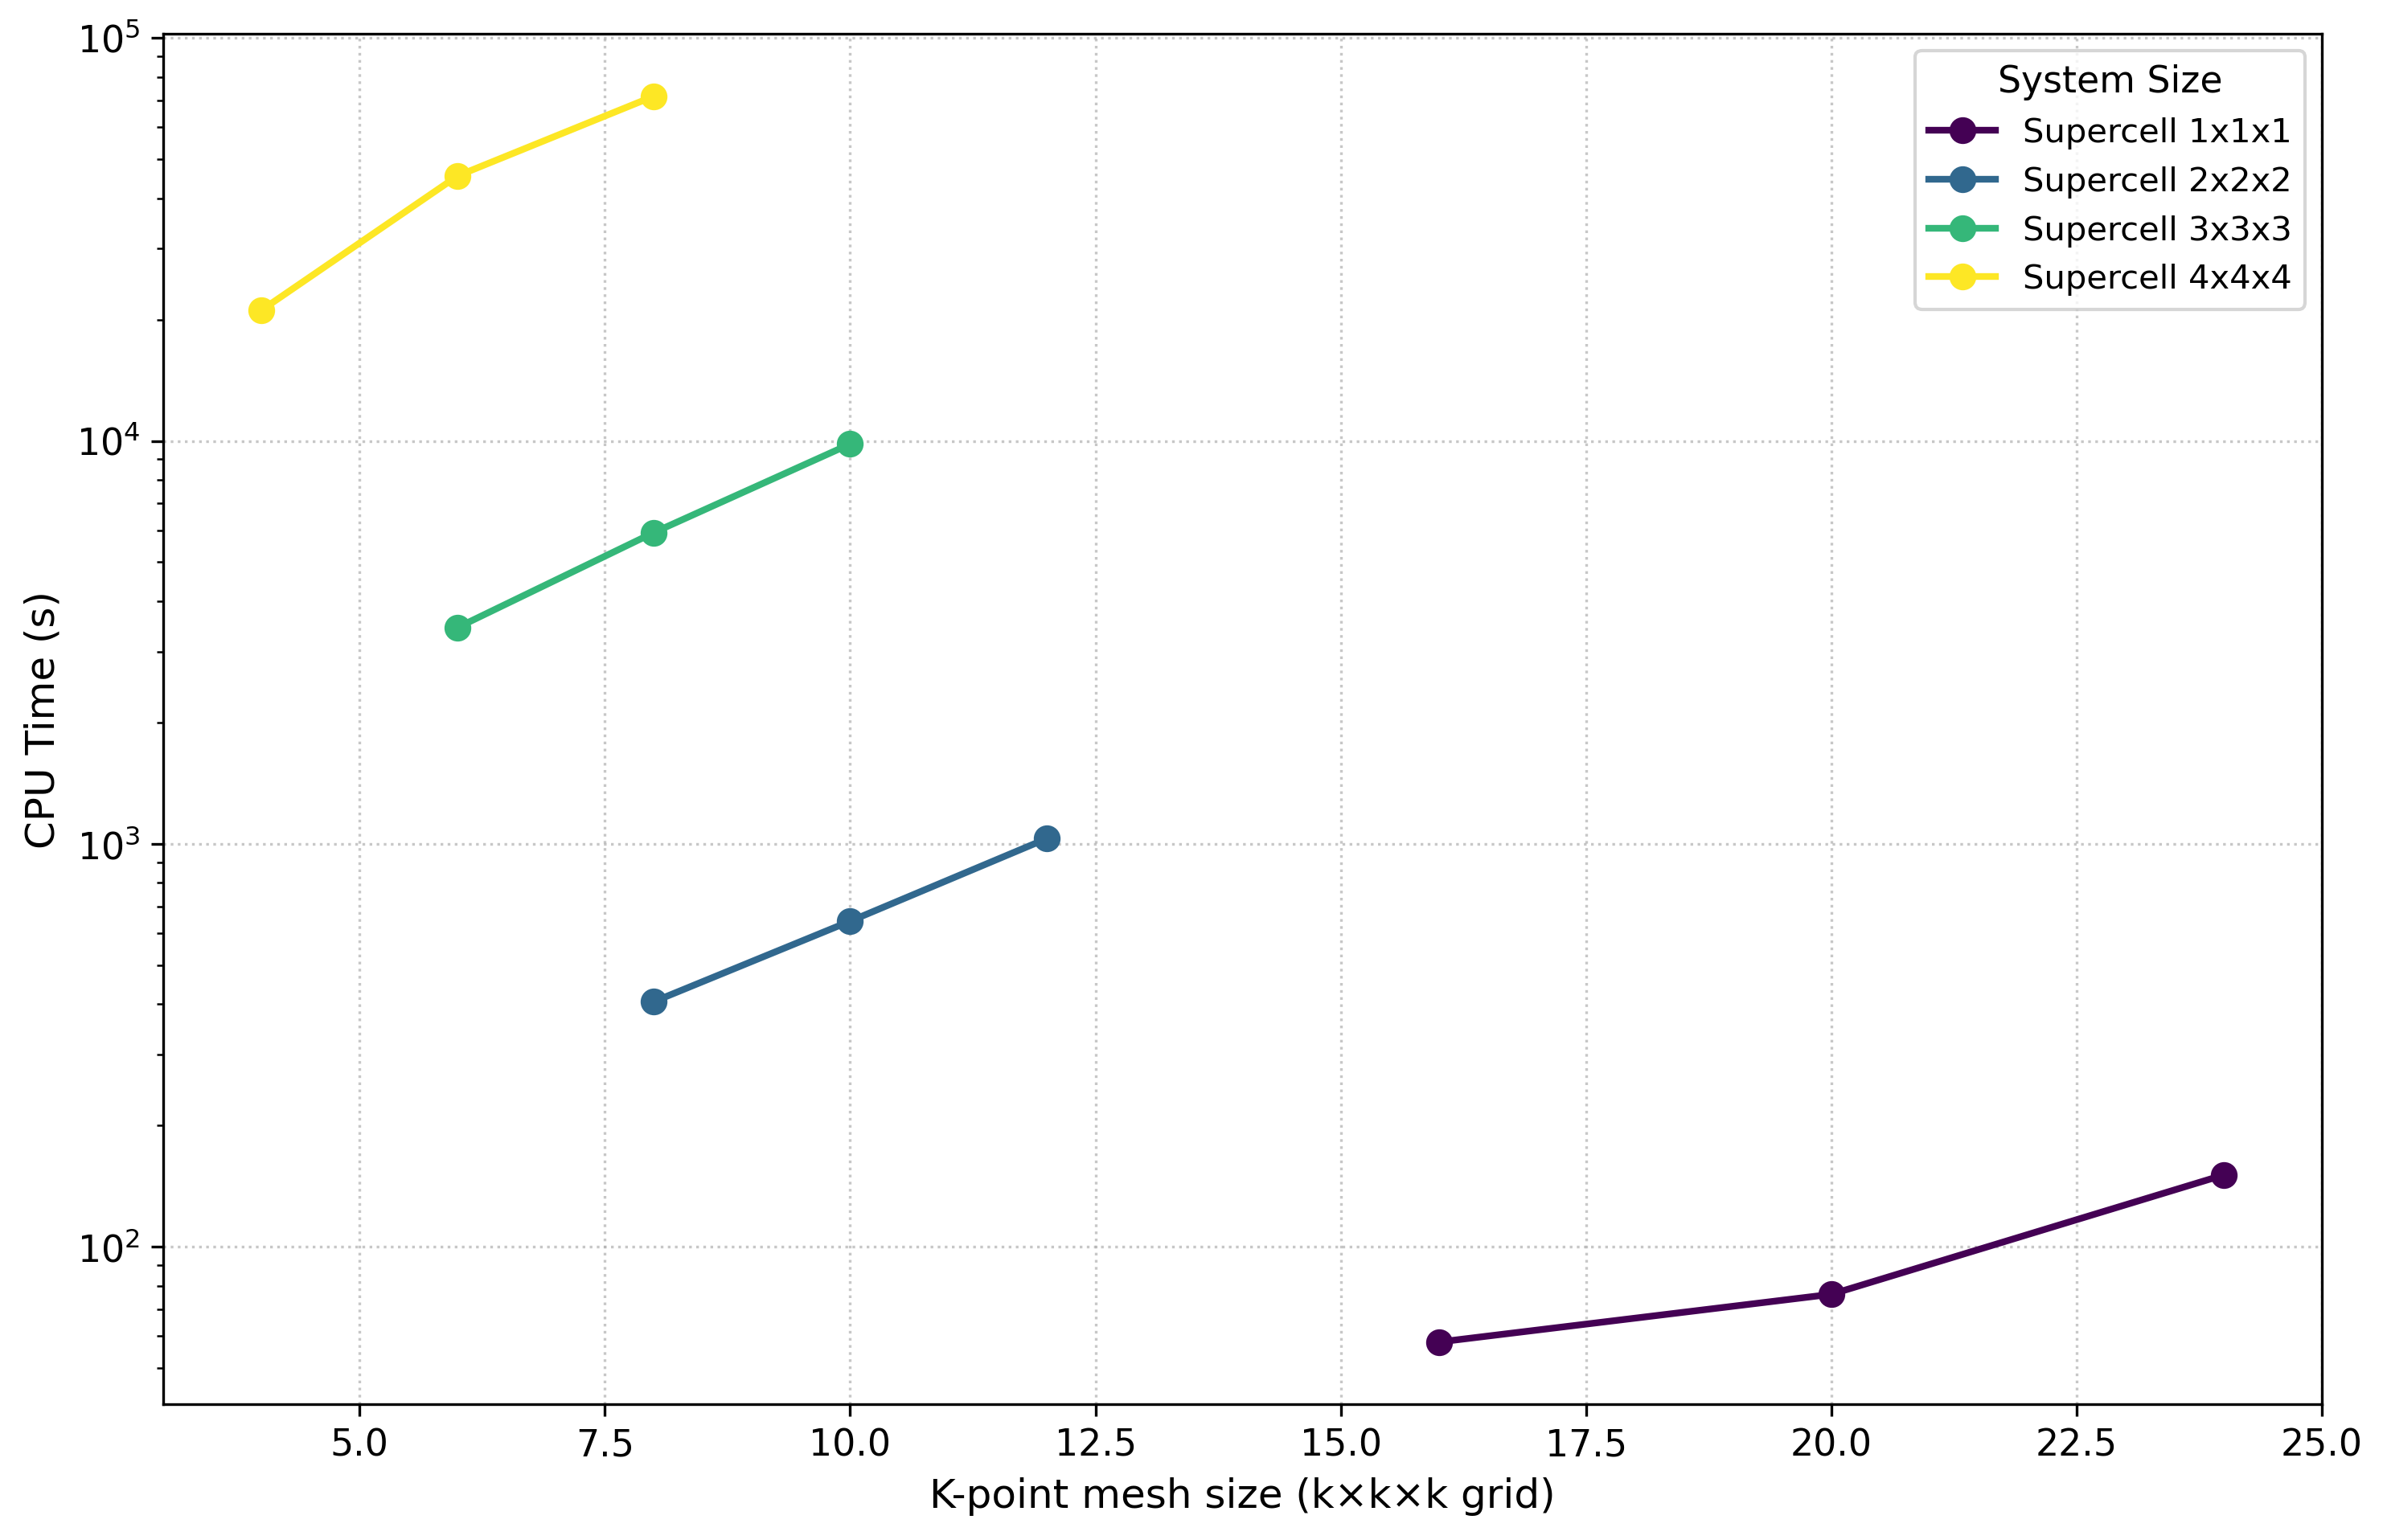 10⁵
10⁴
10³
10²
CPU Time (s)
System Size
Supercell 1x1x1
Supercell 2x2x2
Supercell 3x3x3
Supercell 4x4x4
5.0 7.5 10.0 12.5 15.0 17.5 20.0 22.5 25.0
K-point mesh size (k×k×k grid)